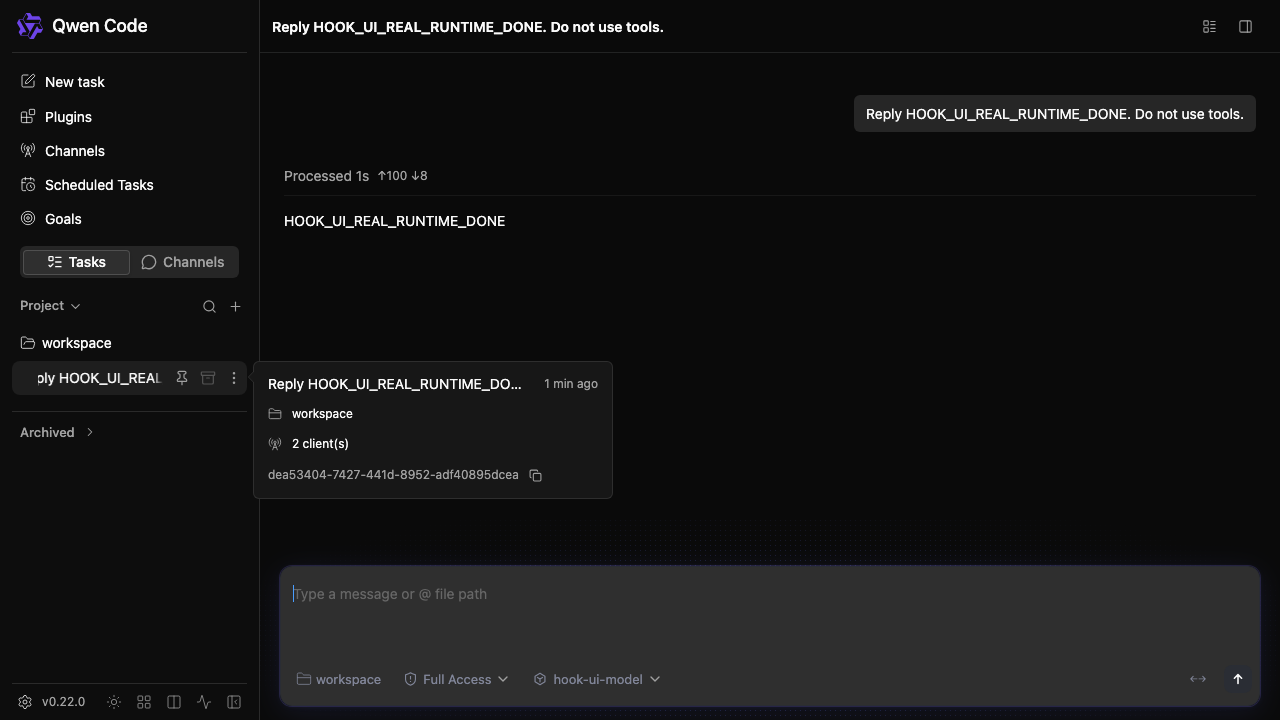 Qwen Code
New task
Plugins
Channels
Scheduled Tasks
Goals
Tasks
Channels
Project
workspace
ply HOOK_UI_REAL
Archived
v0.22.0
Reply HOOK_UI_REAL_RUNTIME_DONE. Do not use tools.
Reply HOOK_UI_REAL_RUNTIME_DONE. Do not use tools.
Processed 1s ↑100 ↓8
HOOK_UI_REAL_RUNTIME_DONE
Reply HOOK_UI_REAL_RUNTIME_DO... 1 min ago
workspace
2 client(s)
dea53404-7427-441d-8952-adf40895dcea
Type a message or @ file path
workspace Full Access hook-ui-model